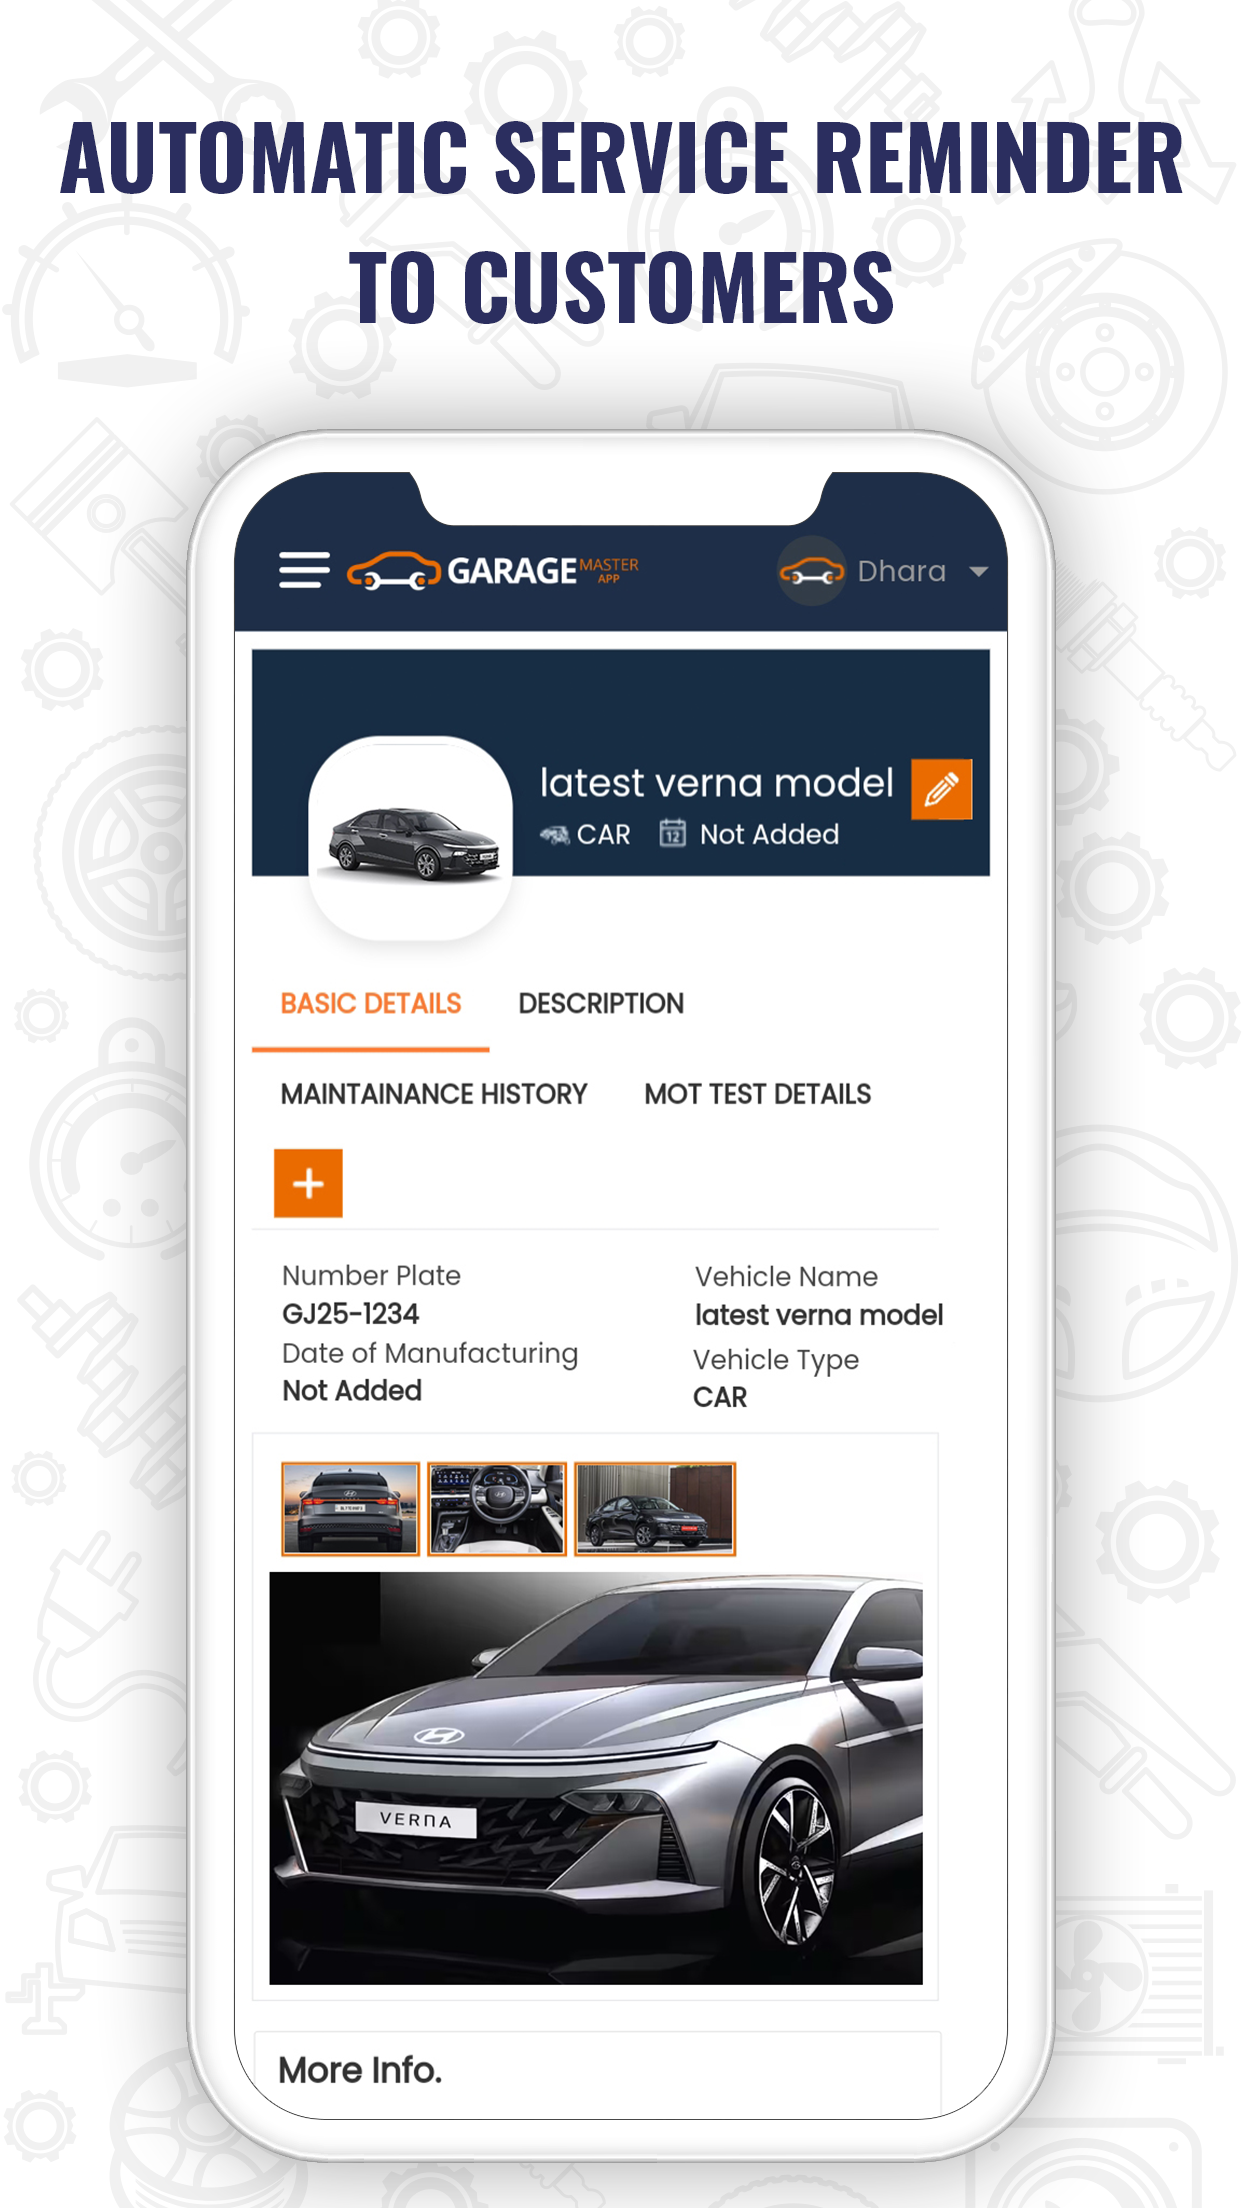 AUTOMATIC SERVICE REMINDER
TO CUSTOMERS
GARAGE MASTER APP
Dhara
latest verna model
CAR 12 Not Added
BASIC DETAILS DESCRIPTION
MAINTAINANCE HISTORY MOT TEST DETAILS
+
Number Plate Vehicle Name
GJ25-1234 latest verna model
Date of Manufacturing Vehicle Type
Not Added CAR
VERNA
More Info.